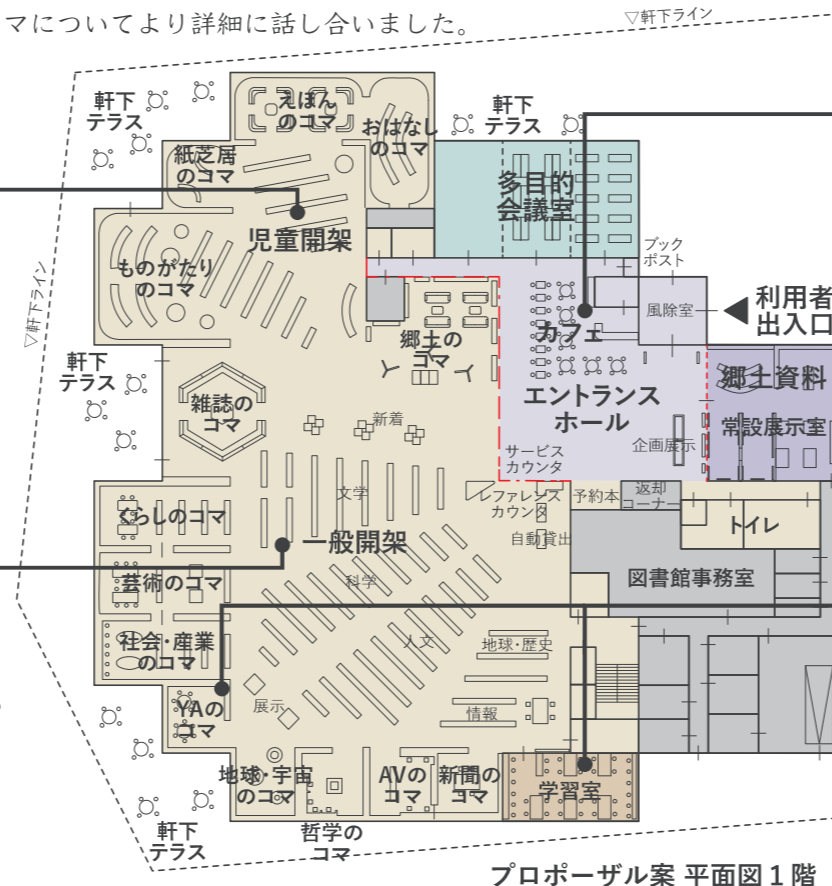 マについてより詳細に話し合いました。
▽軒下ライン
軒下
テラス
えほん
のコマ
おはなし
のコマ
軒下
テラス
紙芝居
のコマ
多目的
会議室
児童開架
ブック
ポスト
ものがたり
のコマ
風除室
利用者
出入口
▽軒下ライン
郷土の
コマ
カフェ
軒下
テラス
郷土資料
雑誌の
コマ
エントランス
ホール
新着
常設展示室
企画展示
サービス
カウンタ
文学
レファレンス
カウンタ
予約本
返却
コーナー
くらしのコマ
トイレ
一般開架
自動貸出
芸術のコマ
科学
図書館事務室
社会・産業
のコマ
人文
地球・歴史
YAの
コマ
展示
情報
地球・宇宙
のコマ
AVの
コマ
新聞の
コマ
学習室
軒下
テラス
哲学の
コマ
プロポーザル案 平面図1階